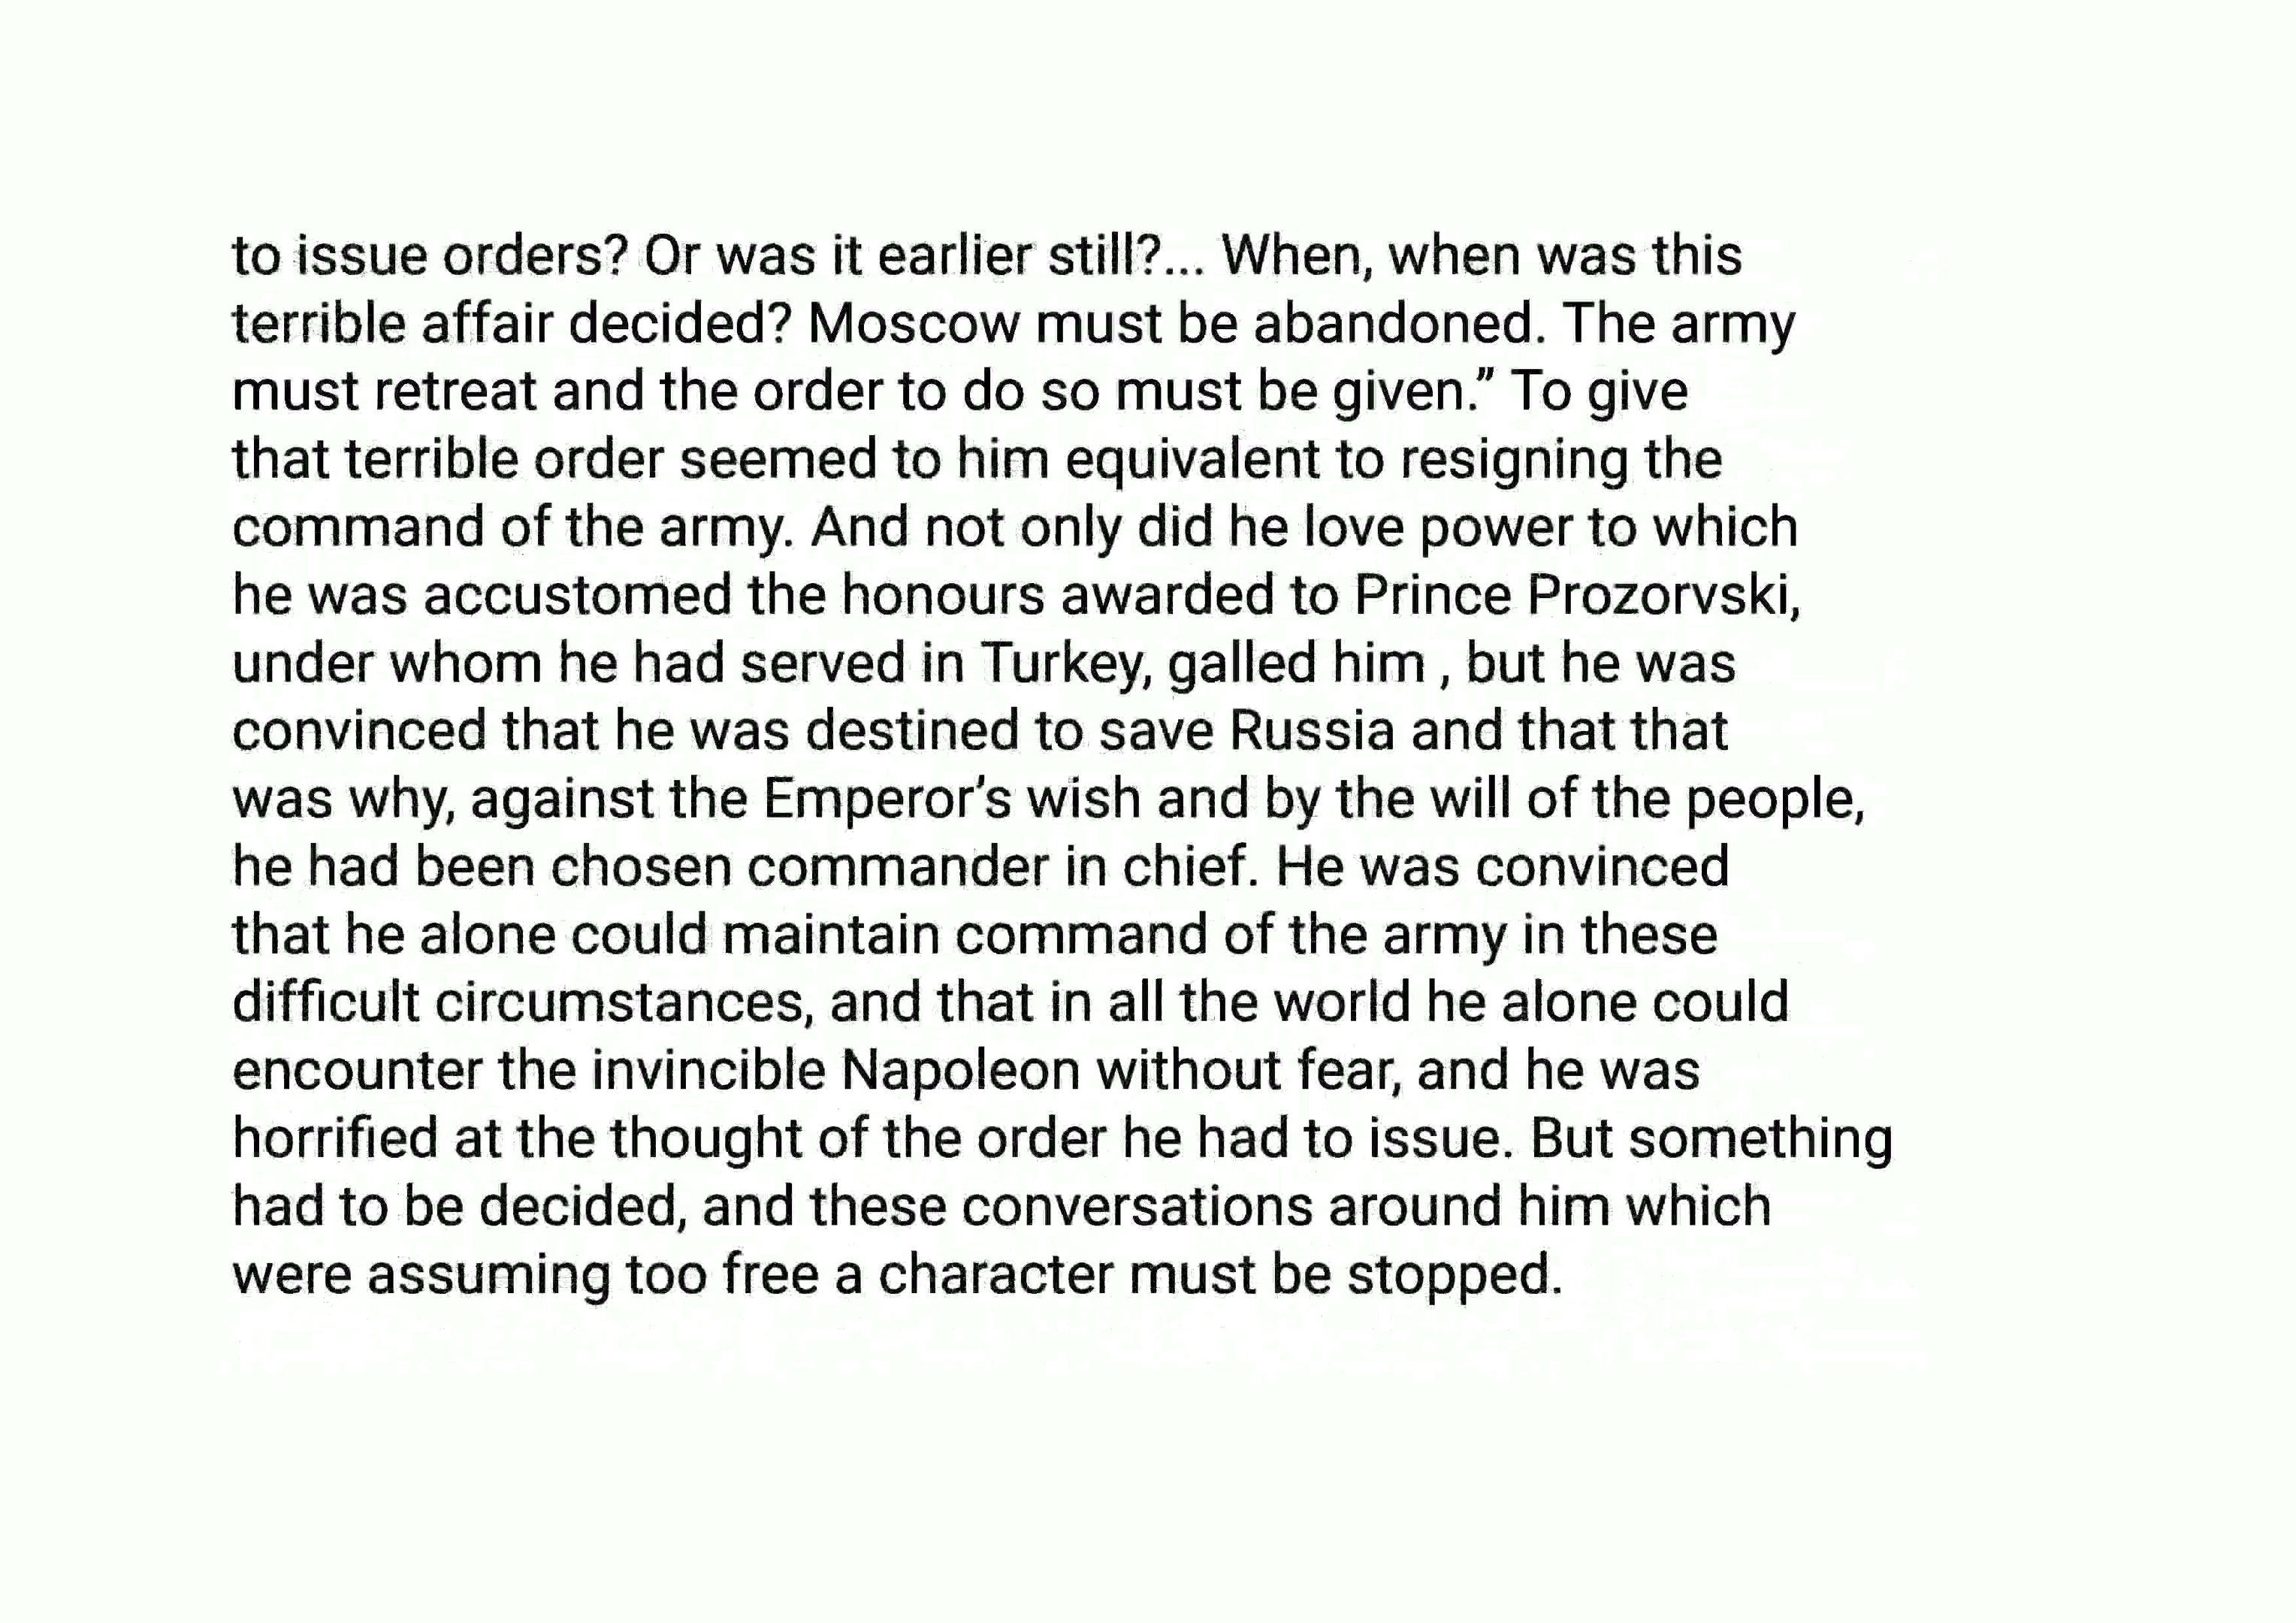 to issue orders? Or was it earlier still?... When, when was this
terrible affair decided? Moscow must be abandoned. The army
must retreat and the order to do so must be given.” To give
that terrible order seemed to him equivalent to resigning the
command of the army. And not only did he love power to which
he was accustomed the honours awarded to Prince Prozorvski,
under whom he had served in Turkey, galled him , but he was
convinced that he was destined to save Russia and that that
was why, against the Emperor’s wish and by the will of the people,
he had been chosen commander in chief. He was convinced
that he alone could maintain command of the army in these
difficult circumstances, and that in all the world he alone could
encounter the invincible Napoleon without fear, and he was
horrified at the thought of the order he had to issue. But something
had to be decided, and these conversations around him which
were assuming too free a character must be stopped.